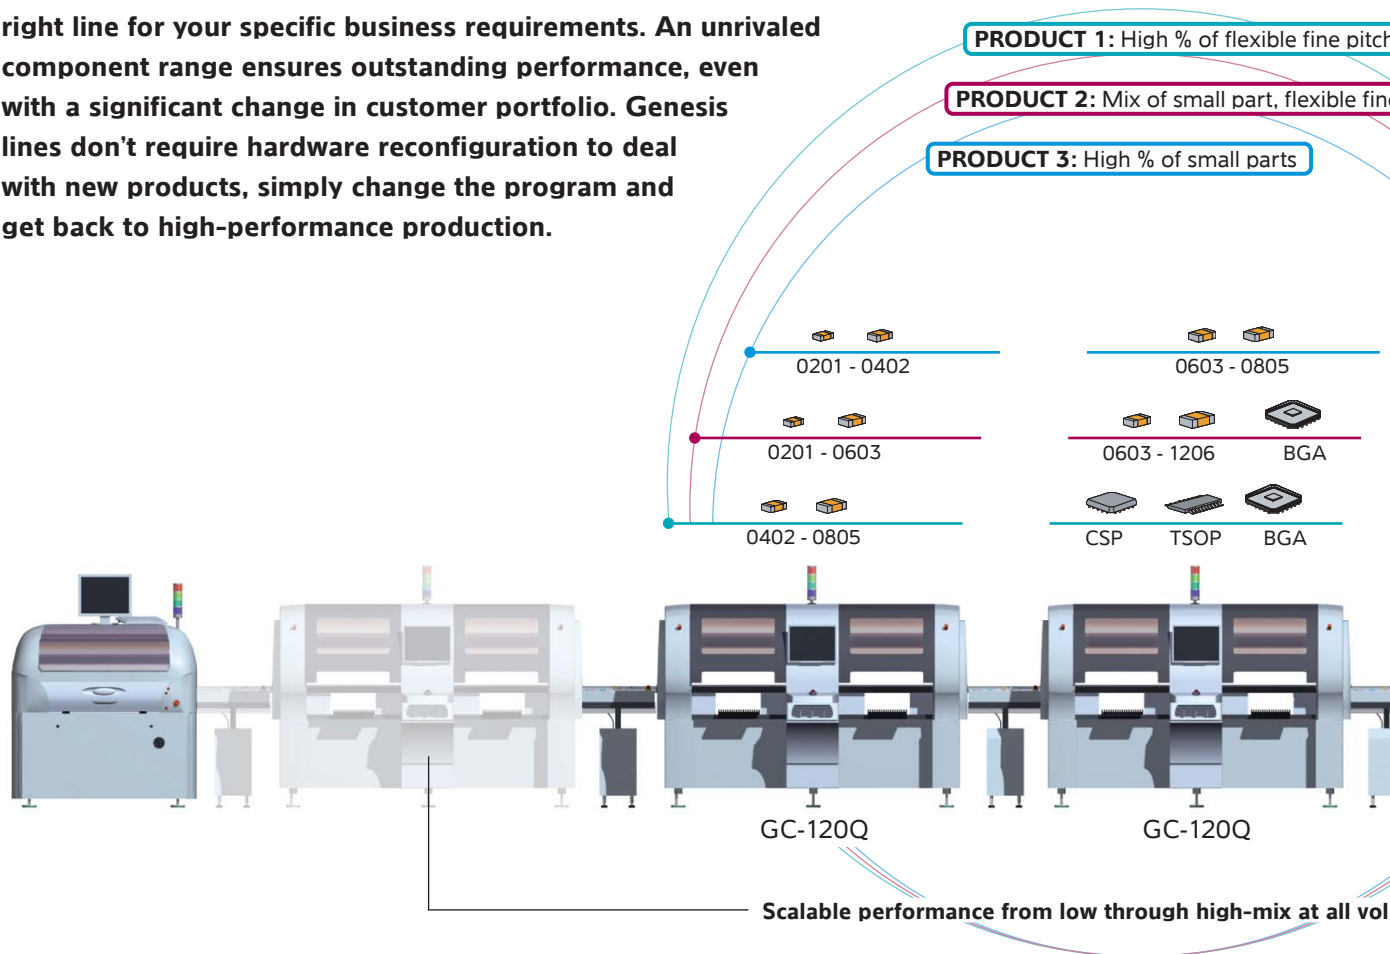 right line for your specific business requirements. An unrivaled
component range ensures outstanding performance, even
with a significant change in customer portfolio. Genesis
lines don’t require hardware reconfiguration to deal
with new products, simply change the program and
get back to high-performance production.
PRODUCT 1: High % of flexible fine pitch
PRODUCT 2: Mix of small part, flexible fine
PRODUCT 3: High % of small parts
0201 - 0402
0603 - 0805
0201 - 0603
0603 - 1206 BGA
0402 - 0805
CSP TSOP BGA
GC-120Q
GC-120Q
Scalable performance from low through high-mix at all vol